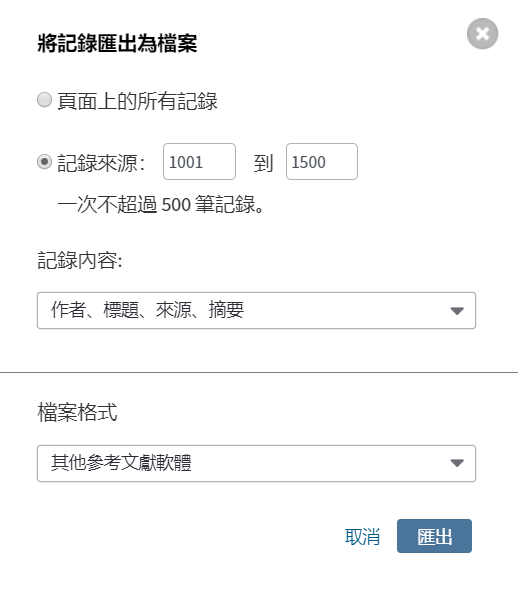 將記錄匯出為檔案
頁面上的所有記錄
記錄來源： 1001 到 1500
一次不超過 500 筆記錄。
記錄內容:
作者、標題、來源、摘要
檔案格式
其他參考文獻軟體
取消 匯出